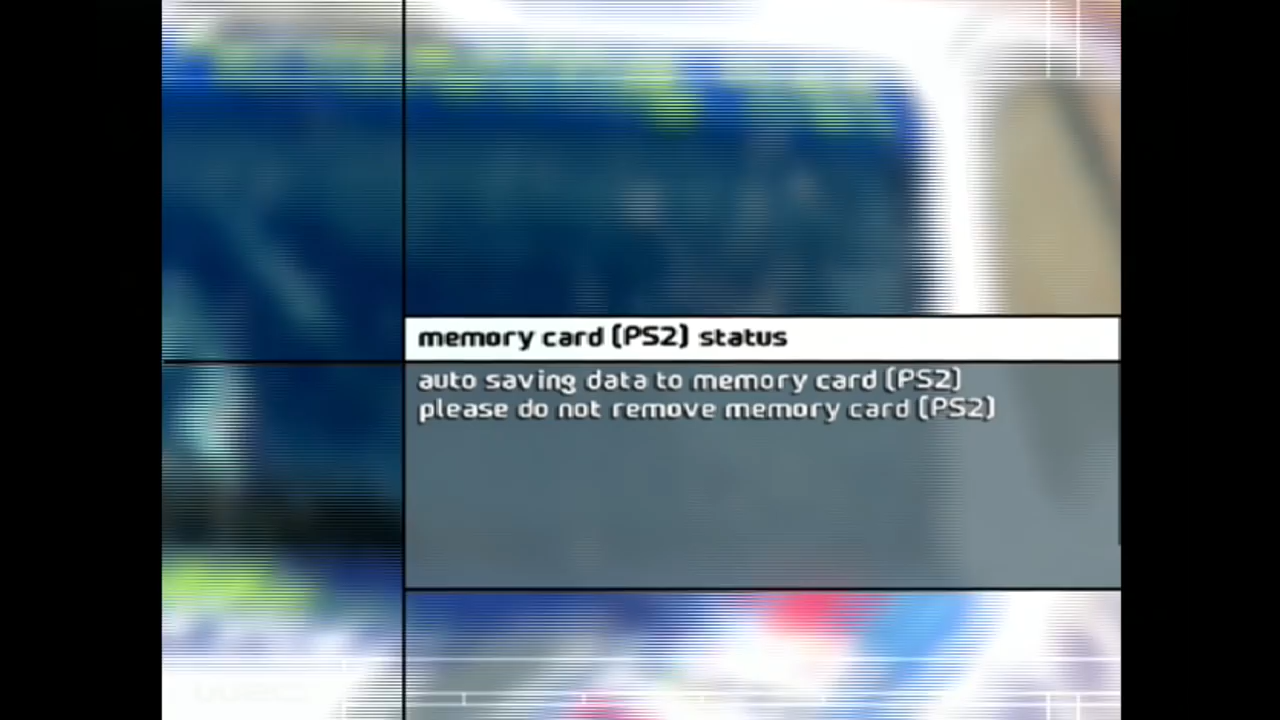 memory card (PS2) status
auto saving data to memory card (PS2)
please do not remove memory card (PS2)